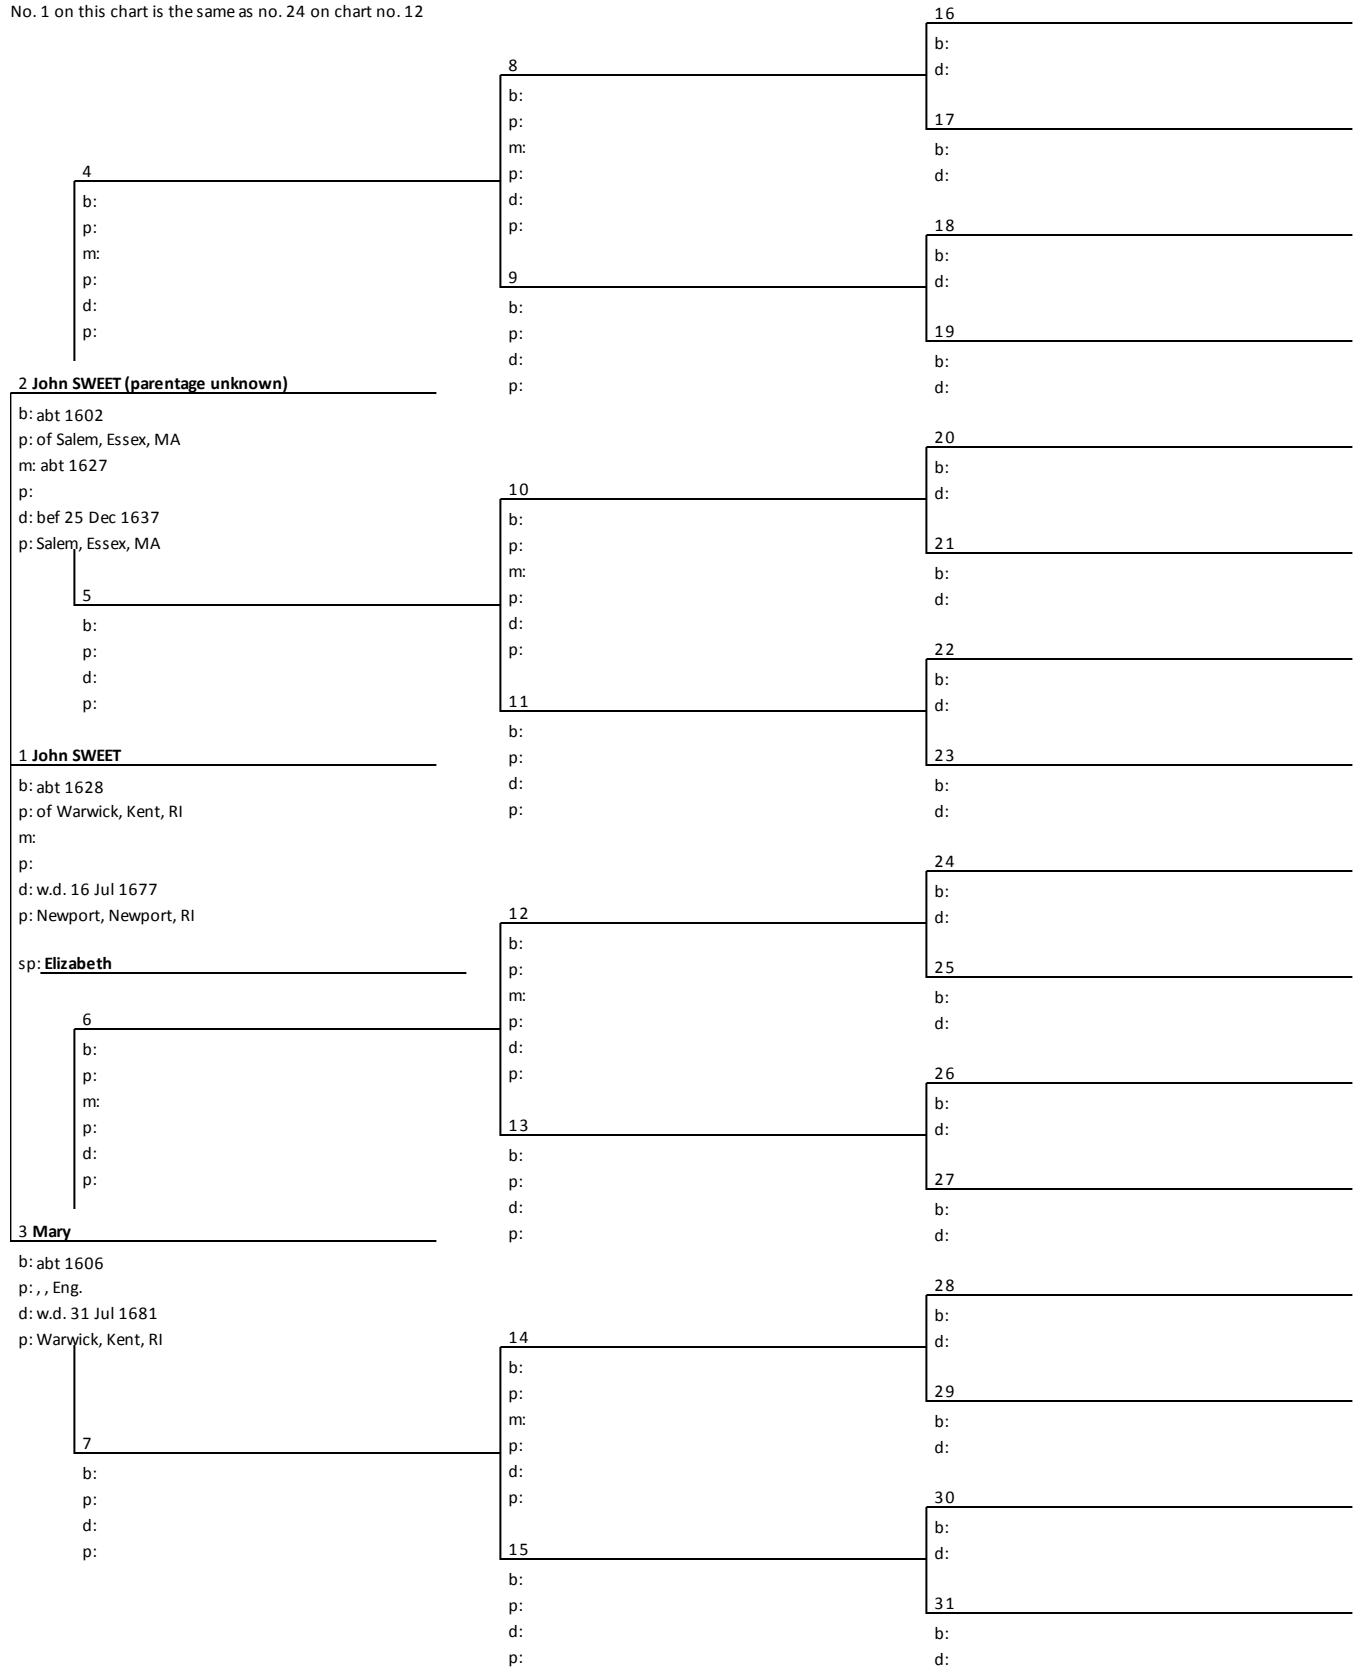 No. 1 on this chart is the same as no. 24 on chart no. 12
4
b:
p:
m:
p:
d:
p:
2 John SWEET (parentage unknown)
b: abt 1602
p: of Salem, Essex, MA
m: abt 1627
p:
d: bef 25 Dec 1637
p: Salem, Essex, MA
5
b:
p:
d:
p:
1 John SWEET
b: abt 1628
p: of Warwick, Kent, RI
m:
p:
d: w.d. 16 Jul 1677
p: Newport, Newport, RI
sp: Elizabeth
6
b:
p:
m:
p:
d:
p:
3 Mary
b: abt 1606
p: , , Eng.
d: w.d. 31 Jul 1681
p: Warwick, Kent, RI
7
b:
p:
d:
p:
8
b:
p:
m:
p:
d:
p:
9
b:
p:
d:
p:
10
b:
p:
m:
p:
d:
p:
11
b:
p:
d:
p:
12
b:
p:
m:
p:
d:
p:
13
b:
p:
d:
p:
14
b:
p:
m:
p:
d:
p:
15
b:
p:
d:
p:
16
b:
d:
17
b:
d:
18
b:
d:
19
b:
d:
20
b:
d:
21
b:
d:
22
b:
d:
23
b:
d:
24
b:
d:
25
b:
d:
26
b:
d:
27
b:
d:
28
b:
d:
29
b:
d:
30
b:
d:
31
b:
d: